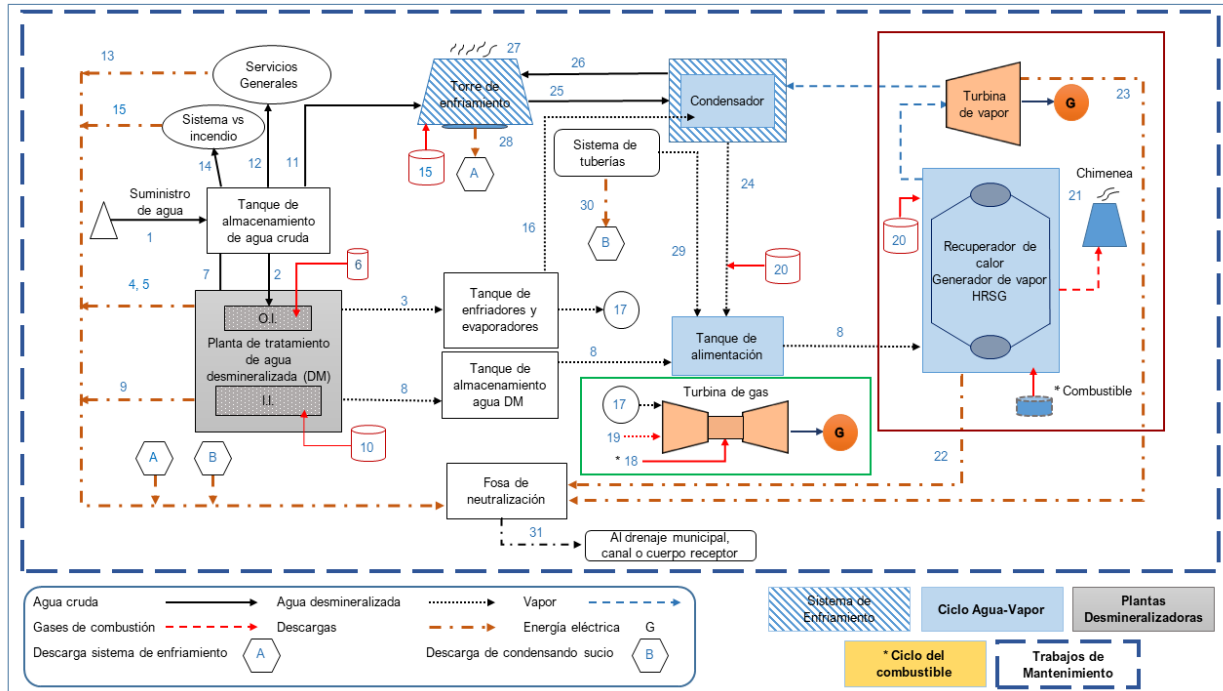 13
Servicios
Generales
15
Sistema vs
incendio
14
12
11
27
Torre de
enfriamiento
26
25
28
15
A
Condensador
Turbina
de vapor
G
23
Suministro
de agua
1
Tanque de
almacenamiento
de agua cruda
Sistema de
tuberías
30
B
16
29
24
20
20
Recuperador de
calor
Generador de vapor
HRSG
Chimenea
21
* Combustible
4, 5
7
2
6
O.I.
Planta de tratamiento
de agua
desmineralizada (DM)
I.I.
9
10
3
Tanque de
enfriadores y
evaporadores
17
8
Tanque de
almacenamiento
agua DM
8
Tanque de
alimentación
8
Turbina de gas
17
19
* 18
G
22
A
B
Fosa de
neutralización
31
Al drenaje municipal,
canal o cuerpo receptor
Agua cruda
Agua desmineralizada
Vapor
Gases de combustión
Descargas
Energía eléctrica G
Descarga sistema de enfriamiento A
Descarga de condensando sucio B
Sistema de
Enfriamiento
Ciclo Agua-Vapor
Plantas
Desmineralizadoras
* Ciclo del
combustible
Trabajos de
Mantenimiento